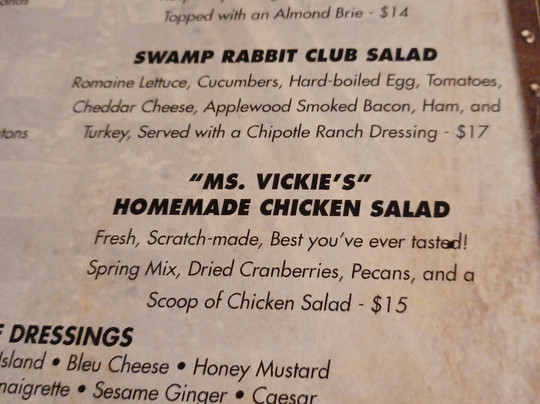 Topped with an Almond Brie - $14
SWAMP RABBIT CLUB SALAD
Romaine Lettuce, Cucumbers, Hard-boiled Egg, Tomatoes,
Cheddar Cheese, Applewood Smoked Bacon, Ham, and
Turkey, Served with a Chipotle Ranch Dressing - $17
"MS. VICKIE'S"
HOMEMADE CHICKEN SALAD
Fresh, Scratch-made, Best you've ever tasted!
Spring Mix, Dried Cranberries, Pecans, and a
Scoop of Chicken Salad - $15
DRESSINGS
Island • Bleu Cheese • Honey Mustard
naigrette • Sesame Ginger • Caesar